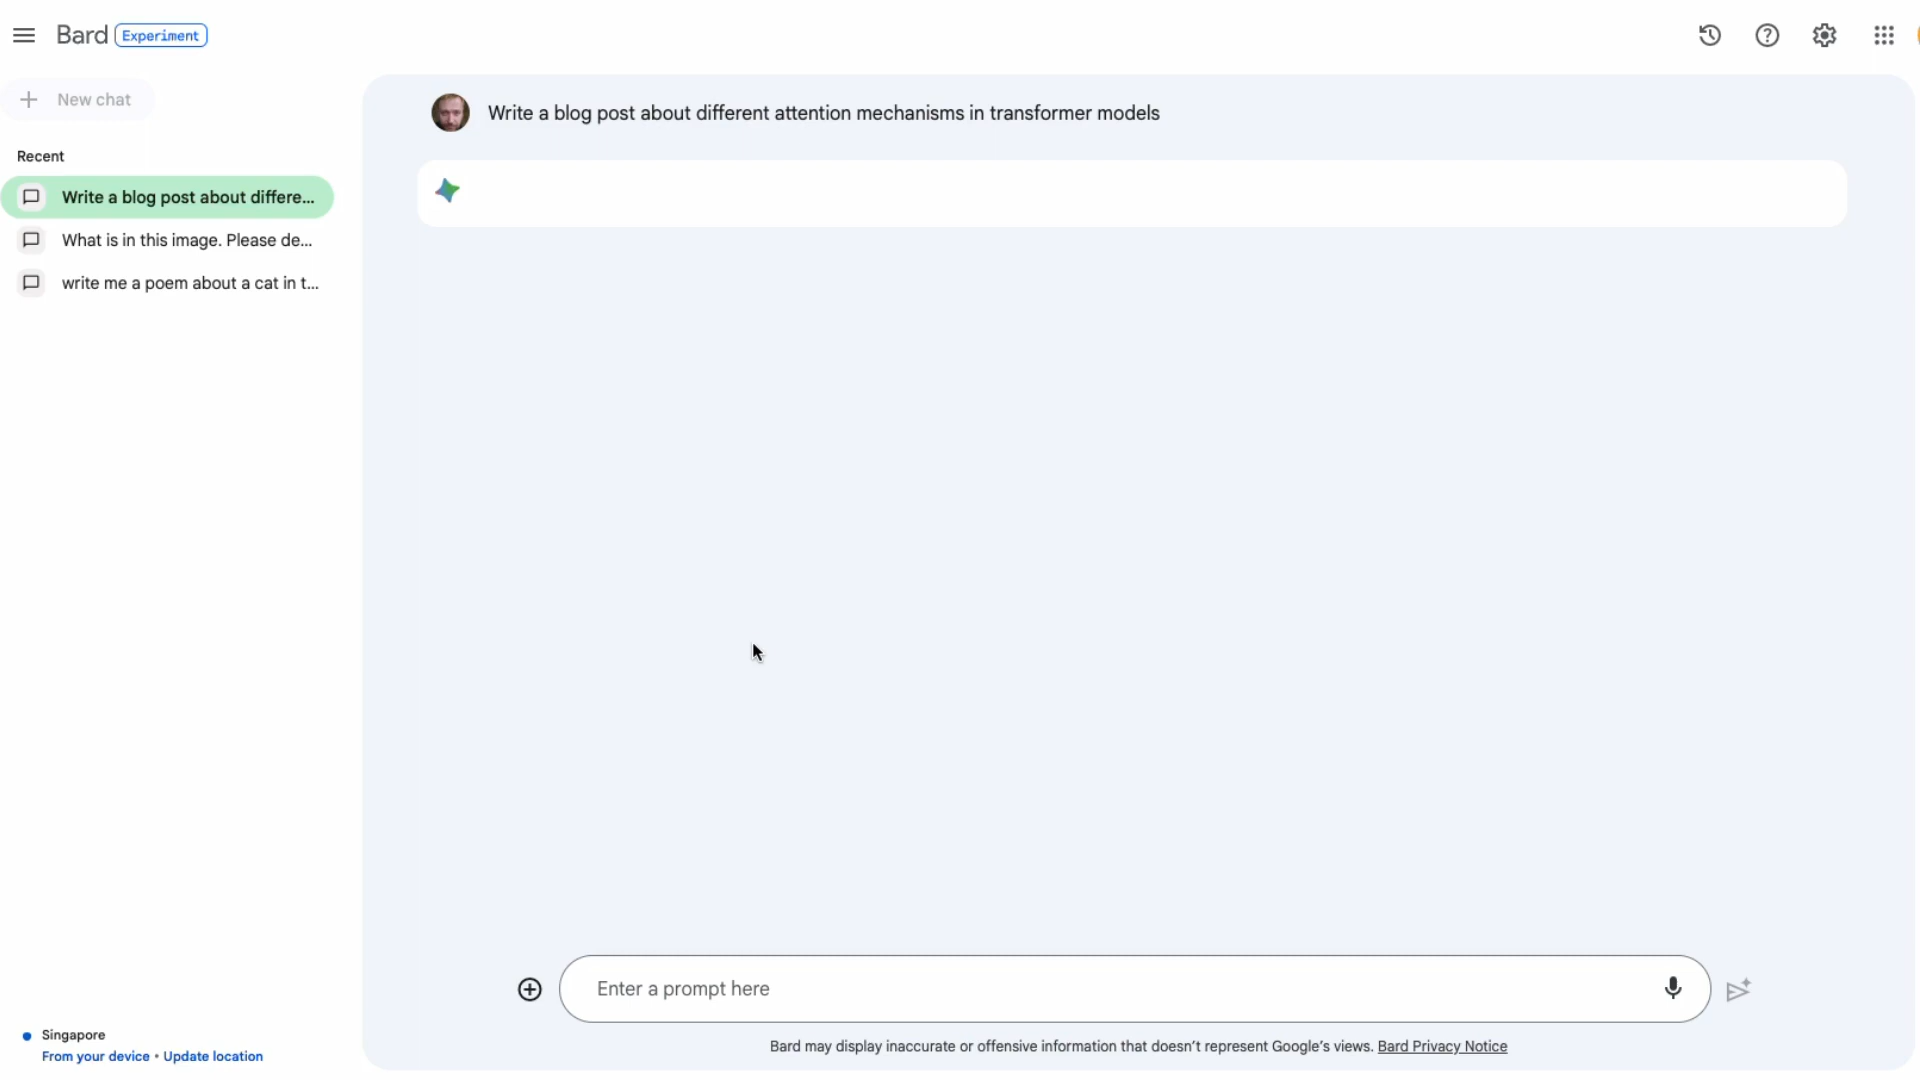 Bard Experiment
New chat
Recent
Write a blog post about differe...
What is in this image. Please de...
write me a poem about a cat in t...
Singapore
From your device • Update location
Write a blog post about different attention mechanisms in transformer models
Enter a prompt here
Bard may display inaccurate or offensive information that doesn't represent Google's views. Bard Privacy Notice